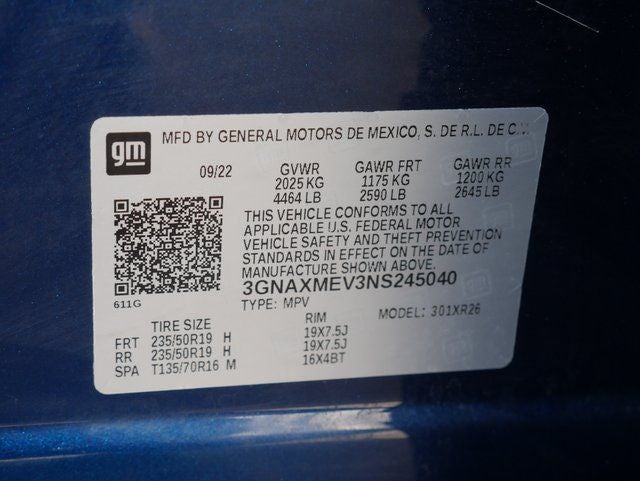 gm
MFD BY GENERAL MOTORS DE MEXICO, S. DE R.L. DE C.V.
09/22 GVWR GAWR FRT GAWR RR
2025 KG 1175 KG 1200 KG
4464 LB 2590 LB 2645 LB
THIS VEHICLE CONFORMS TO ALL
APPLICABLE U.S. FEDERAL MOTOR
VEHICLE SAFETY AND THEFT PREVENTION
STANDARDS IN EFFECT ON THE DATE OF
MANUFACTURE SHOWN ABOVE.
3GNAXMEV3NS245040
611G
TYPE: MPV MODEL: 301XR26
TIRE SIZE RIM
FRT 235/50R19 H 19X7.5J
RR 235/50R19 H 19X7.5J
SPA T135/70R16 M 16X4BT